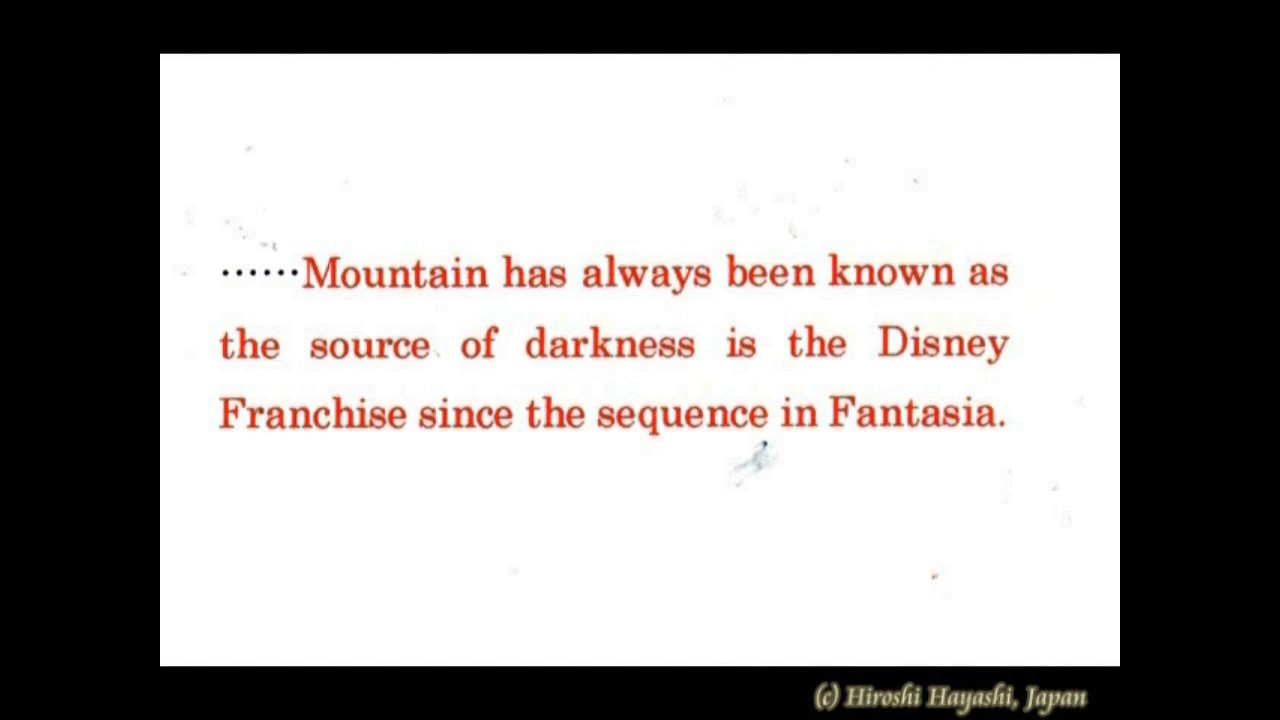 ······Mountain has always been known as
the source of darkness is the Disney
Franchise since the sequence in Fantasia.
(c) Hiroshi Hayashi, Japan